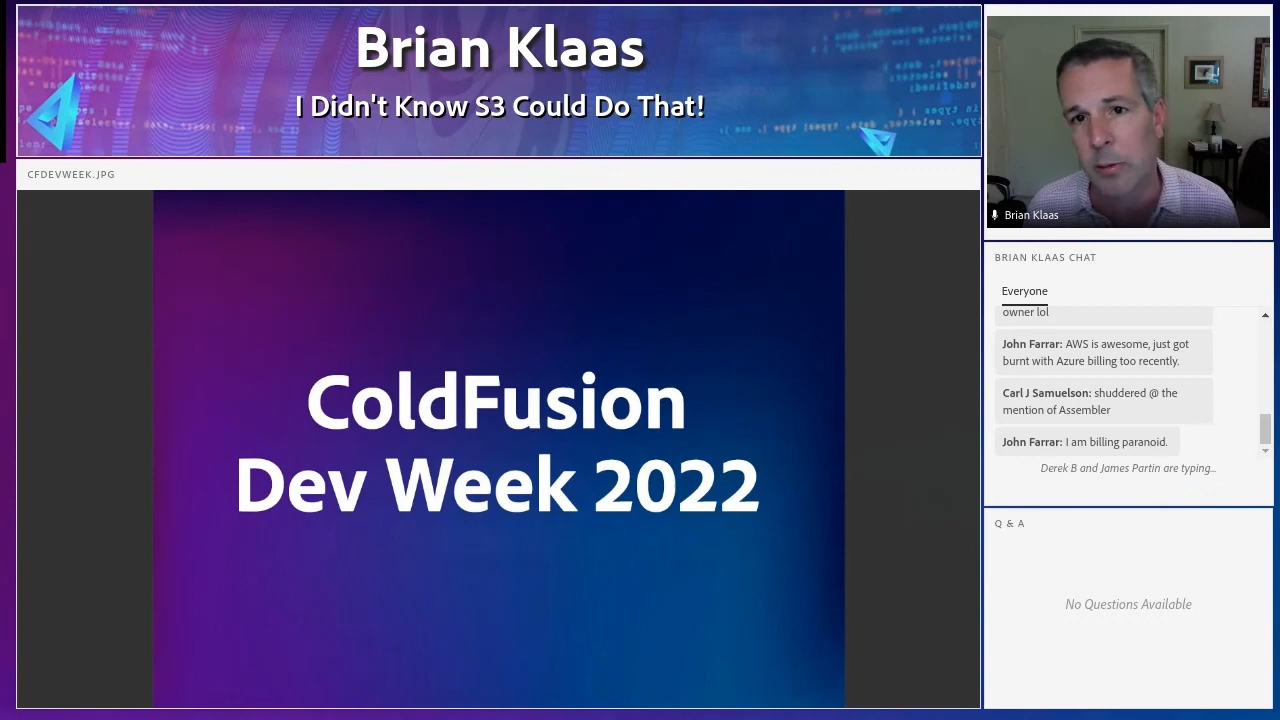 Brian Klaas
I Didn't Know S3 Could Do That!
CFDEVWEEK.JPG
ColdFusion
Dev Week 2022
Brian Klaas
BRIAN KLAAS CHAT
Everyone
owner lol
John Farrar: AWS is awesome, just got
burnt with Azure billing too recently.
Carl J Samuelson: shuddered @ the
mention of Assembler
John Farrar: I am billing paranoid.
Derek B and James Partin are typing...
Q & A
No Questions Available